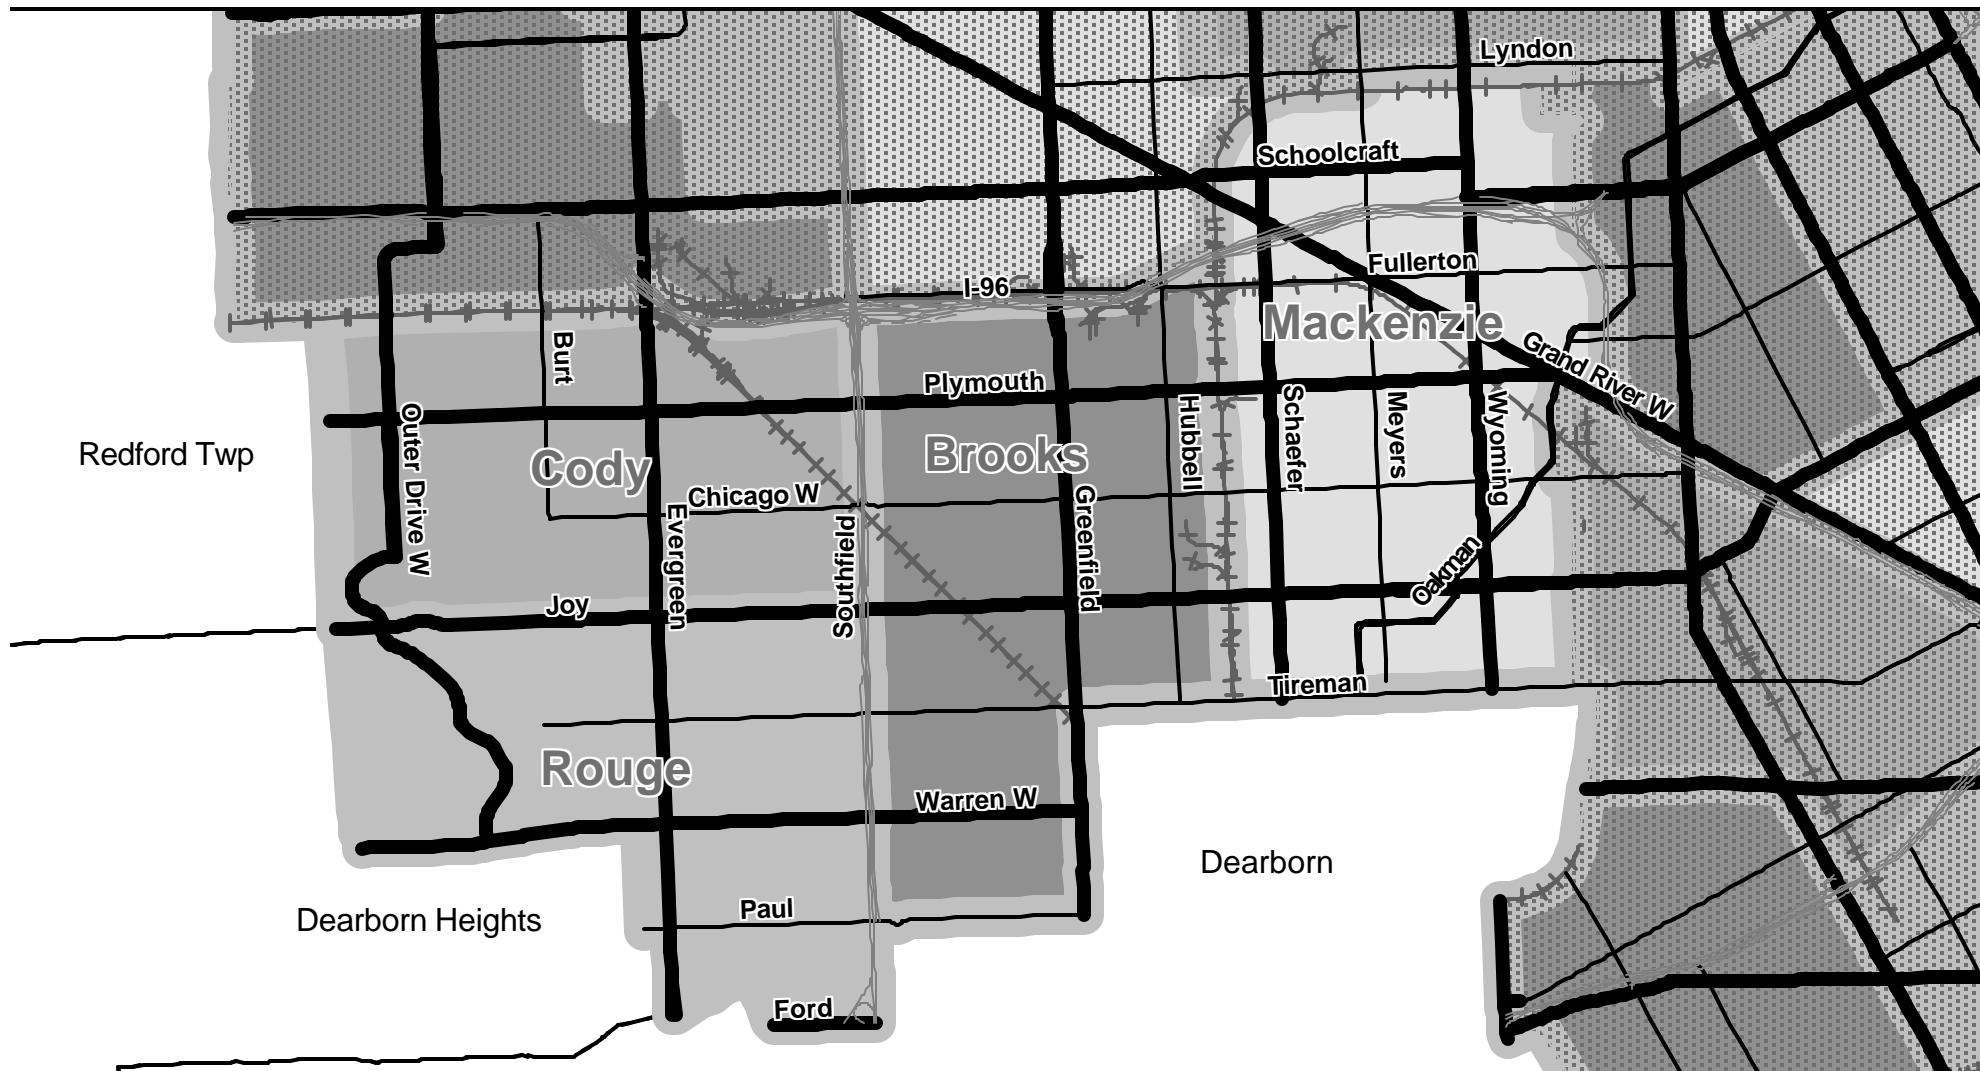 Lyndon
Schoolcraft
Fullerton
I-96
Mackenzie
Burt
Grand River W
Plymouth
Outer Drive W
Hubbell
Schaefer
Meyers
Wyoming
Redford Twp
Cody
Brooks
Chicago W
Evergreen
Southfield
Greenfield
Oakman
Joy
Tireman
Rouge
Warren W
Dearborn
Paul
Dearborn Heights
Ford